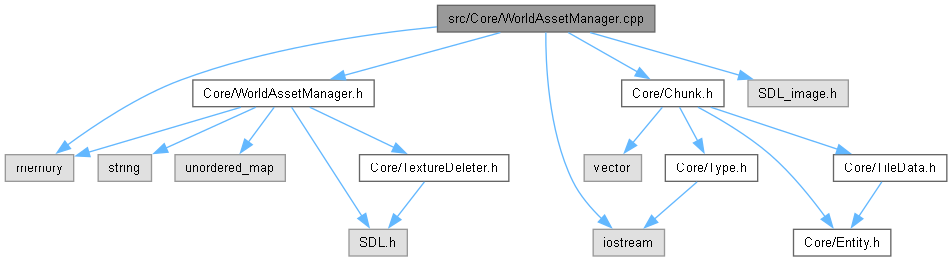 src/Core/WorldAssetManager.cpp
Core/WorldAssetManager.h
Core/Chunk.h
SDL_image.h
memory
string
unordered_map
Core/TextureDeleter.h
vector
Core/Type.h
Core/TileData.h
SDL.h
iostream
Core/Entity.h